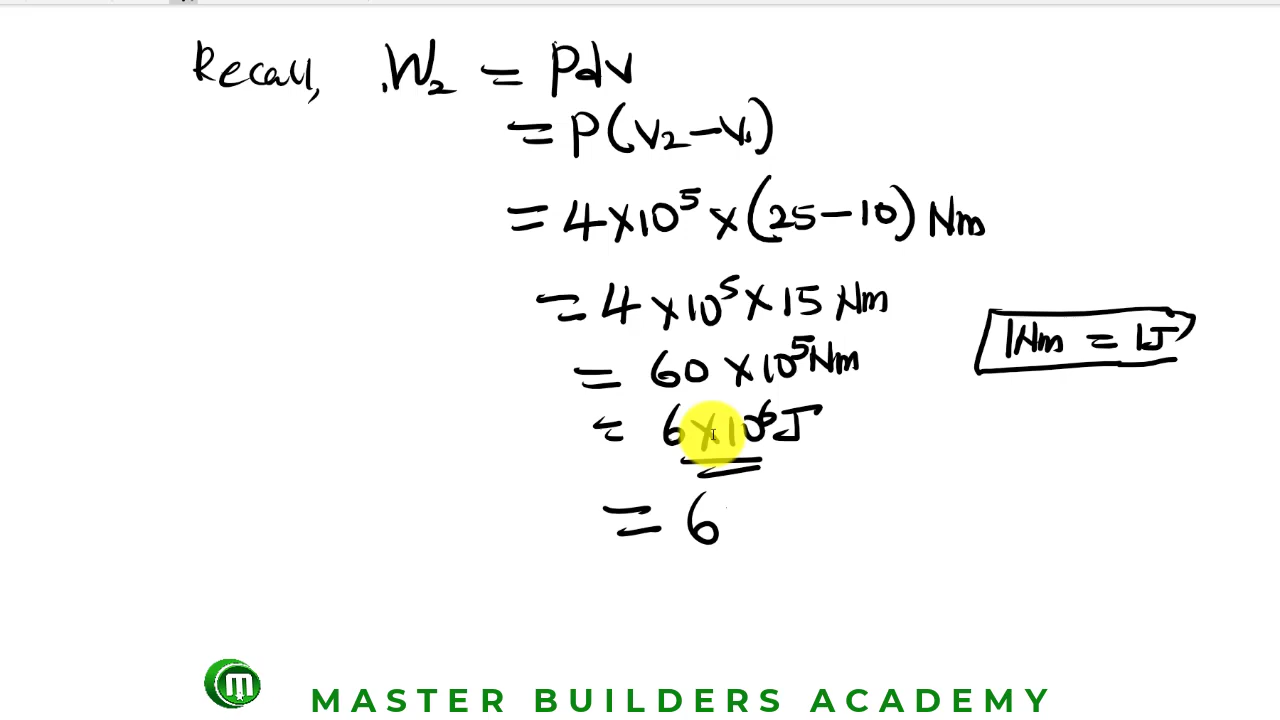 Recall, ₁W₂ = Pdv
= P(V₂-V₁)
= 4×10⁵ × (25-10) Nm
= 4 ×10⁵ × 15 Nm
= 60 ×10⁵ Nm
1Nm = 1J
= 6×10⁶ J
= 6
m MASTER BUILDERS ACADEMY